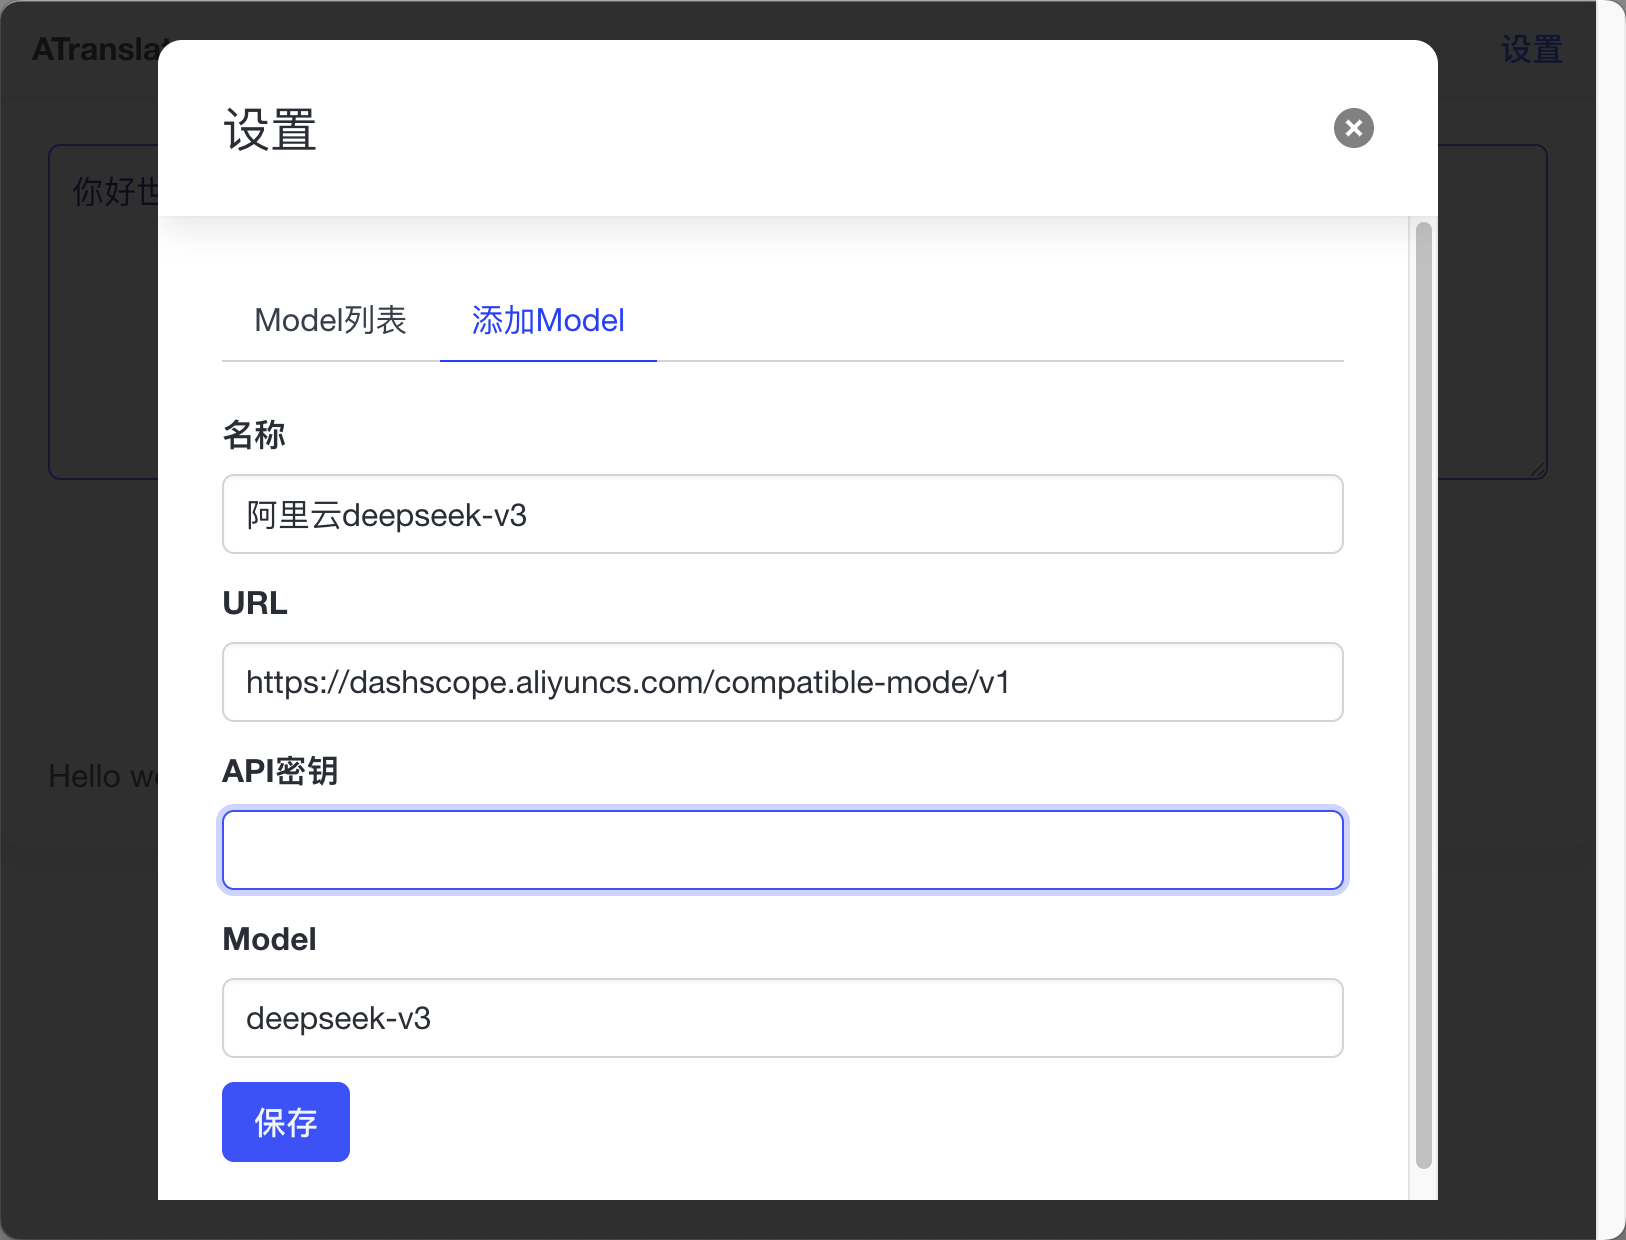 设置
设置
Model列表 添加Model
名称
阿里云deepseek-v3
URL
https://dashscope.aliyuncs.com/compatible-mode/v1
API密钥
Model
deepseek-v3
保存
你好
Hello